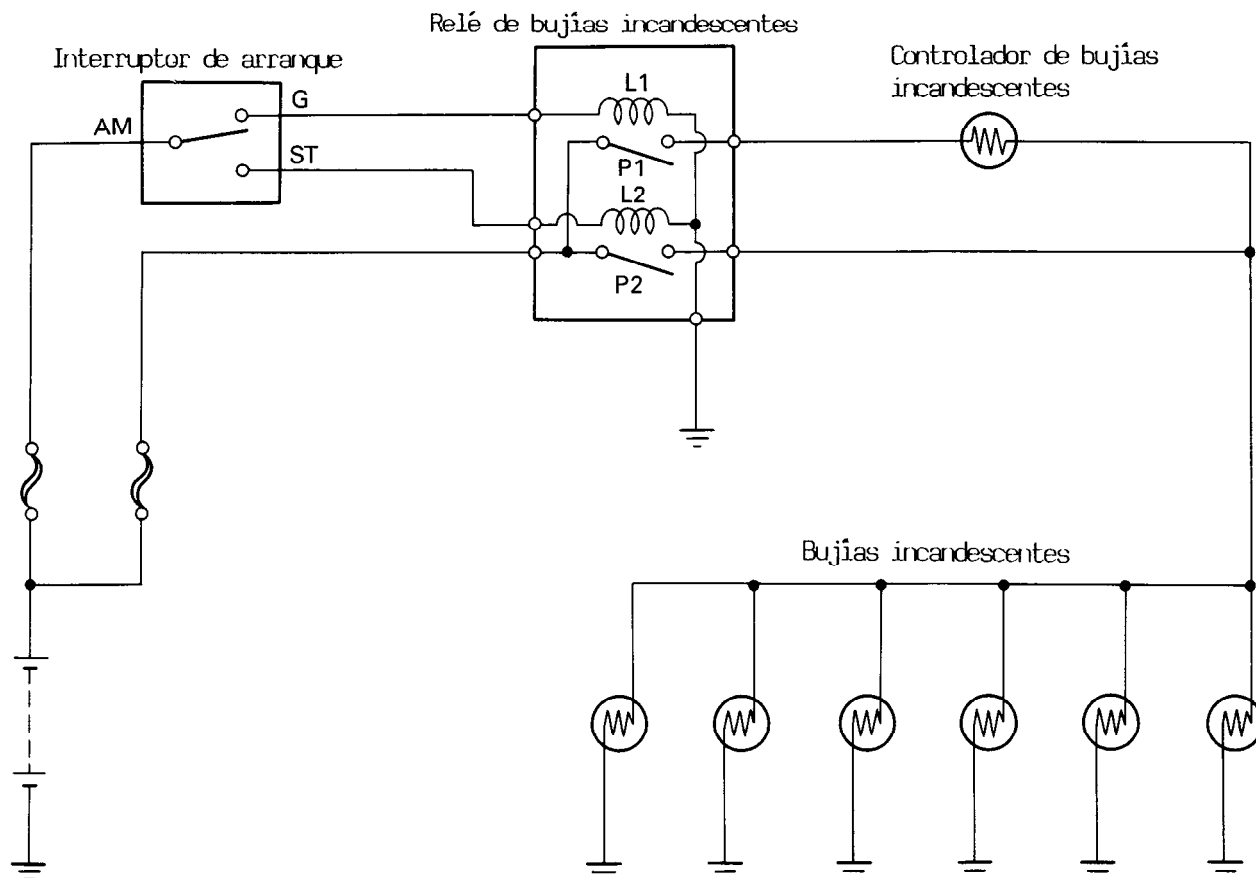 Relé de bujías incandescentes
Interruptor de arranque
Controlador de bujías
incandescentes
G
AM
ST
L1
P1
L2
P2
Bujías incandescentes